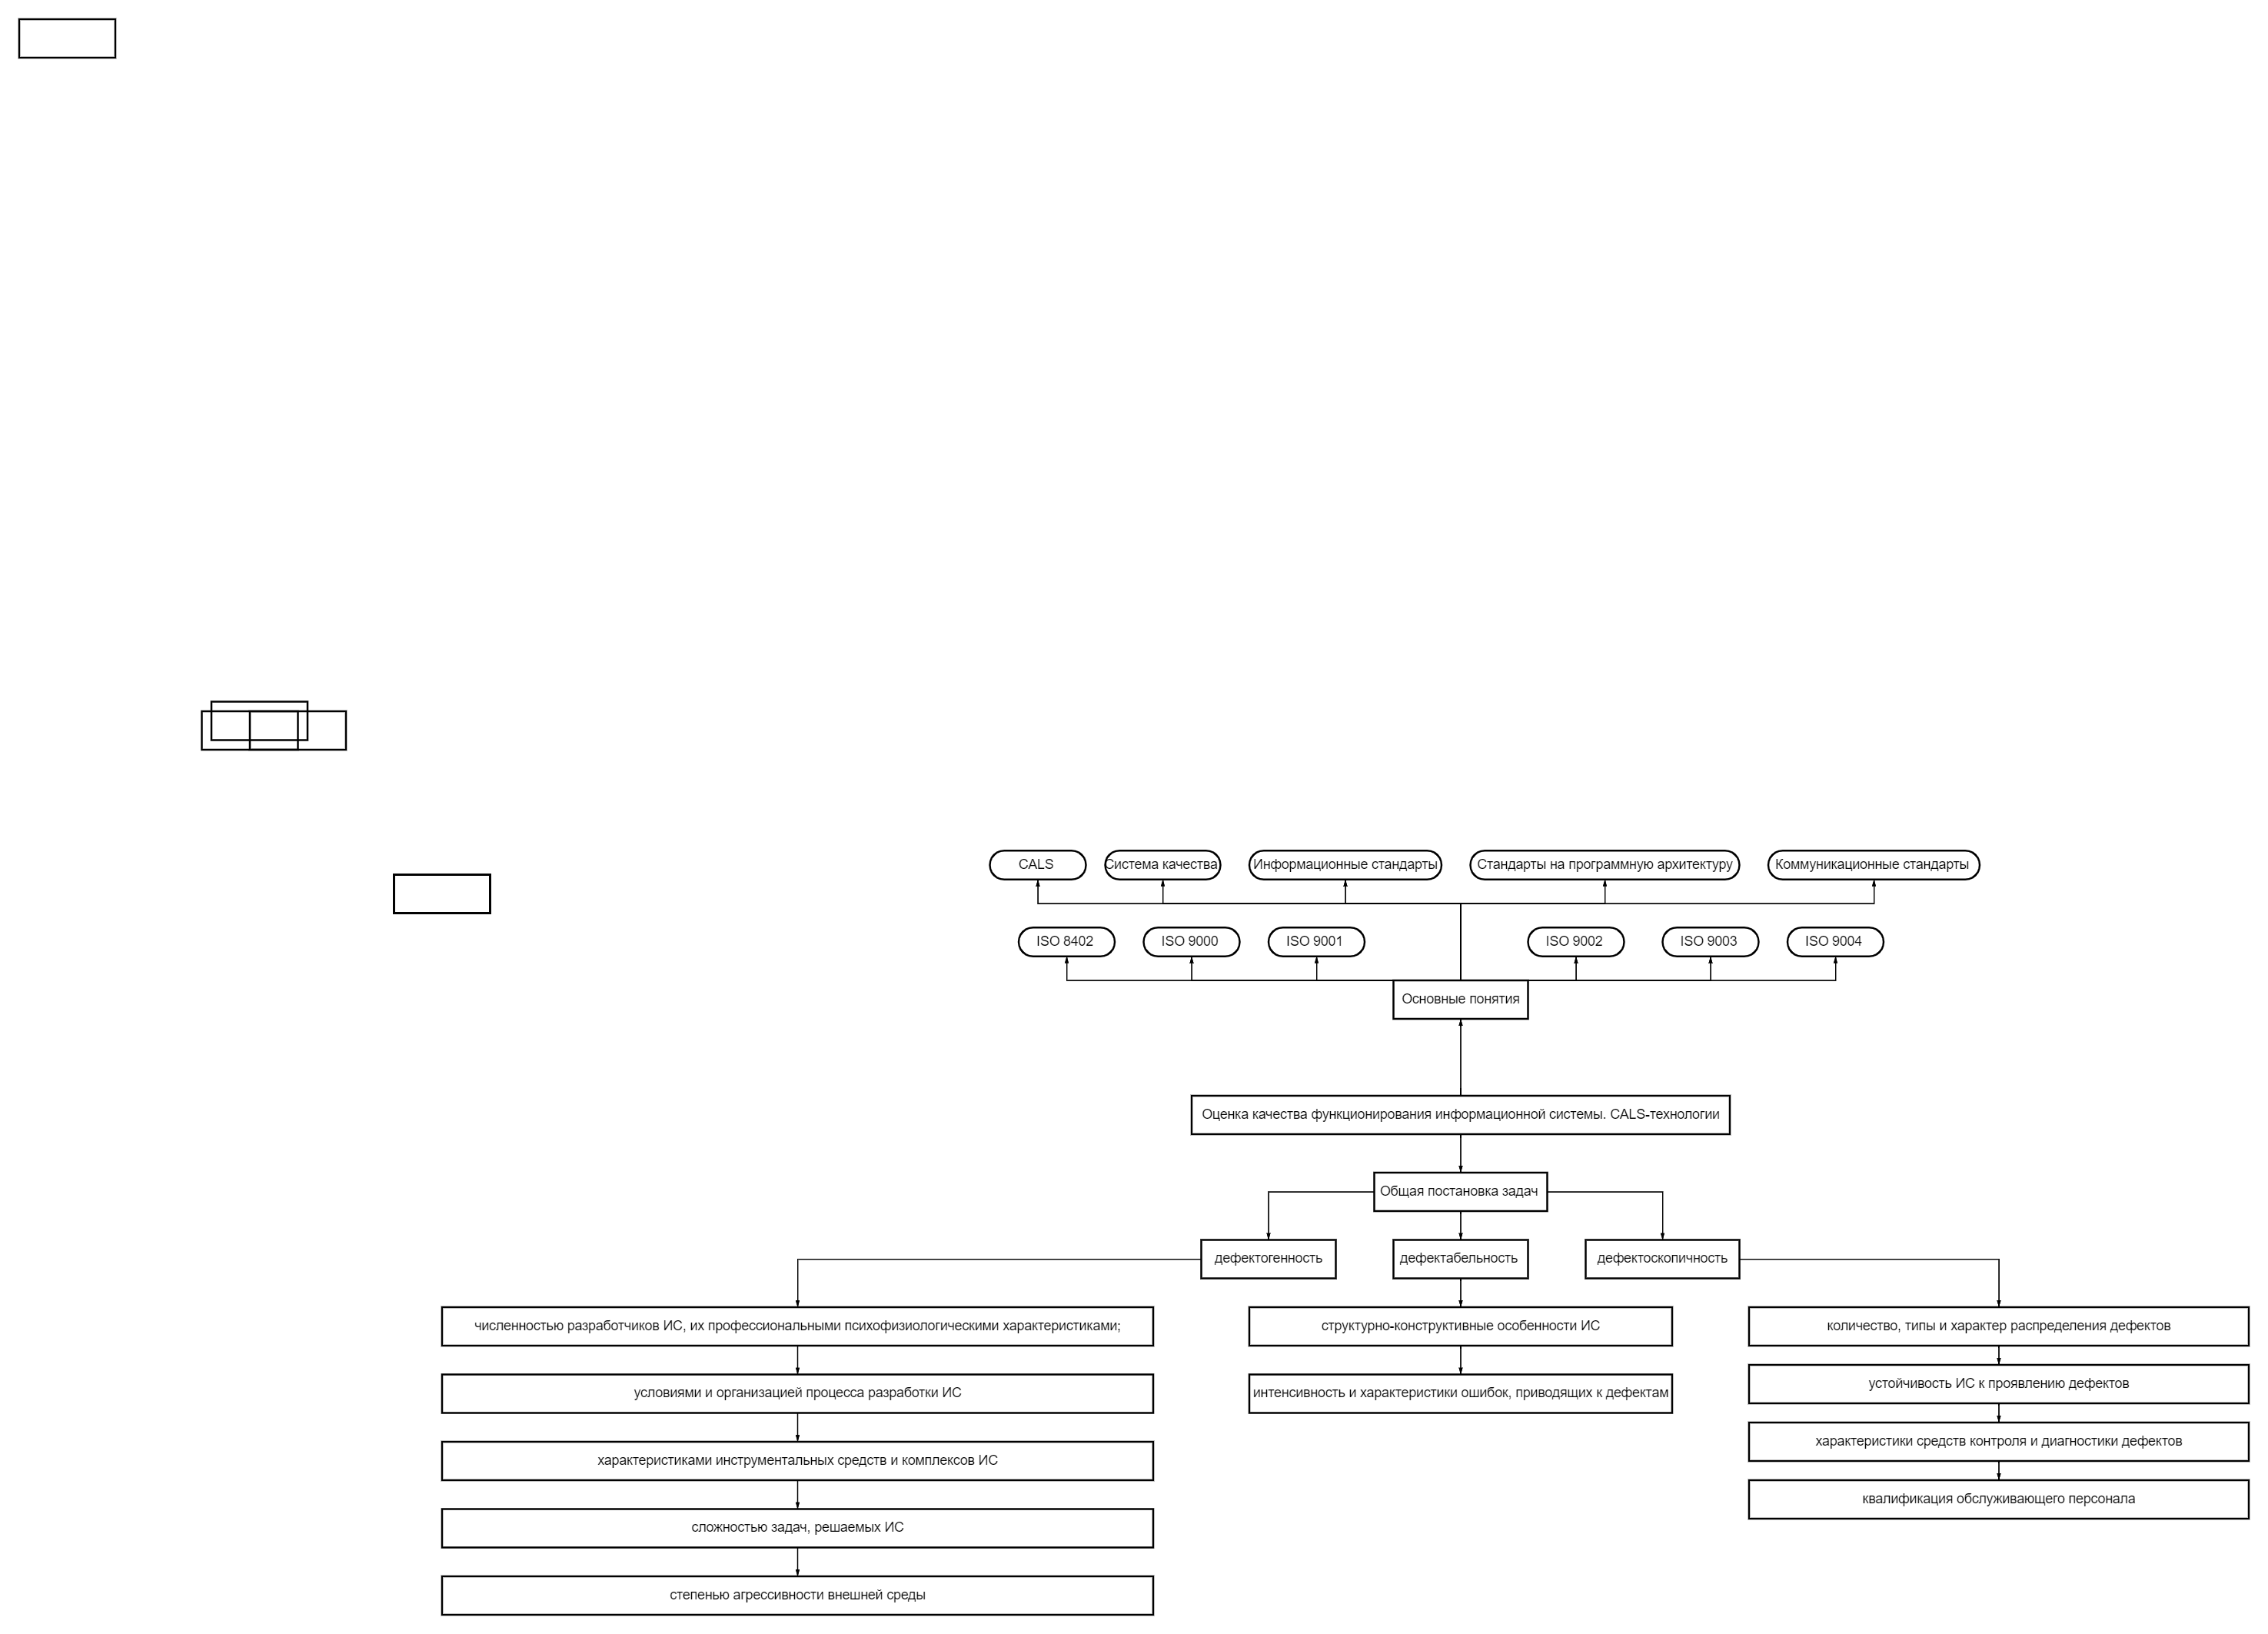 CALS
Система качества
Информационные стандарты
Стандарты на программную архитектуру
Коммуникационные стандарты
ISO 8402
ISO 9000
ISO 9001
ISO 9002
ISO 9003
ISO 9004
Основные понятия
Оценка качества функционирования информационной системы. CALS-технологии
Общая постановка задач
дефектогенность
дефектабельность
дефектоскопичность
численностью разработчиков ИС, их профессиональными психофизиологическими характеристиками;
структурно-конструктивные особенности ИС
количество, типы и характер распределения дефектов
условиями и организацией процесса разработки ИС
интенсивность и характеристики ошибок, приводящих к дефектам
устойчивость ИС к проявлению дефектов
характеристиками инструментальных средств и комплексов ИС
характеристики средств контроля и диагностики дефектов
сложностью задач, решаемых ИС
квалификация обслуживающего персонала
степенью агрессивности внешней среды